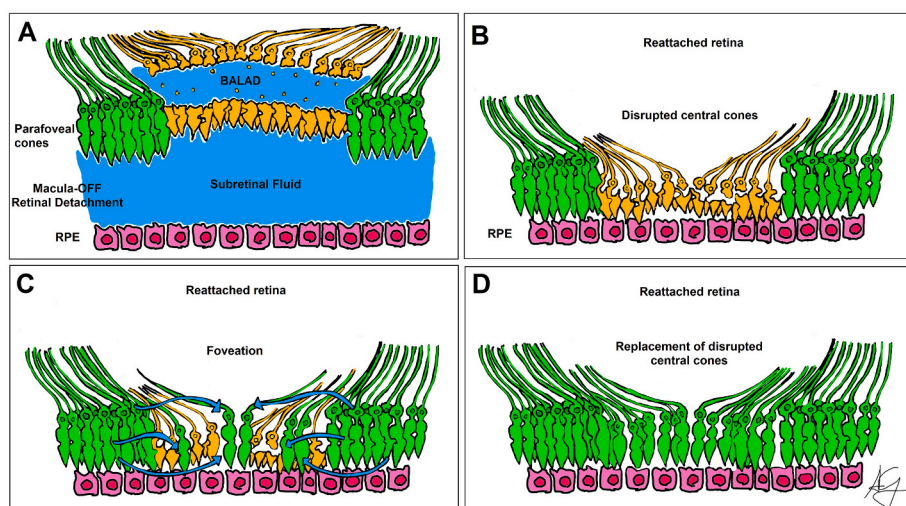 A
BALAD
Parafoveal
cones
Subretinal Fluid
Macula-OFF
Retinal Detachment
RPE
B
Reattached retina
Disrupted central cones
RPE
C
Reattached retina
Foveation
D
Reattached retina
Replacement of disrupted
central cones